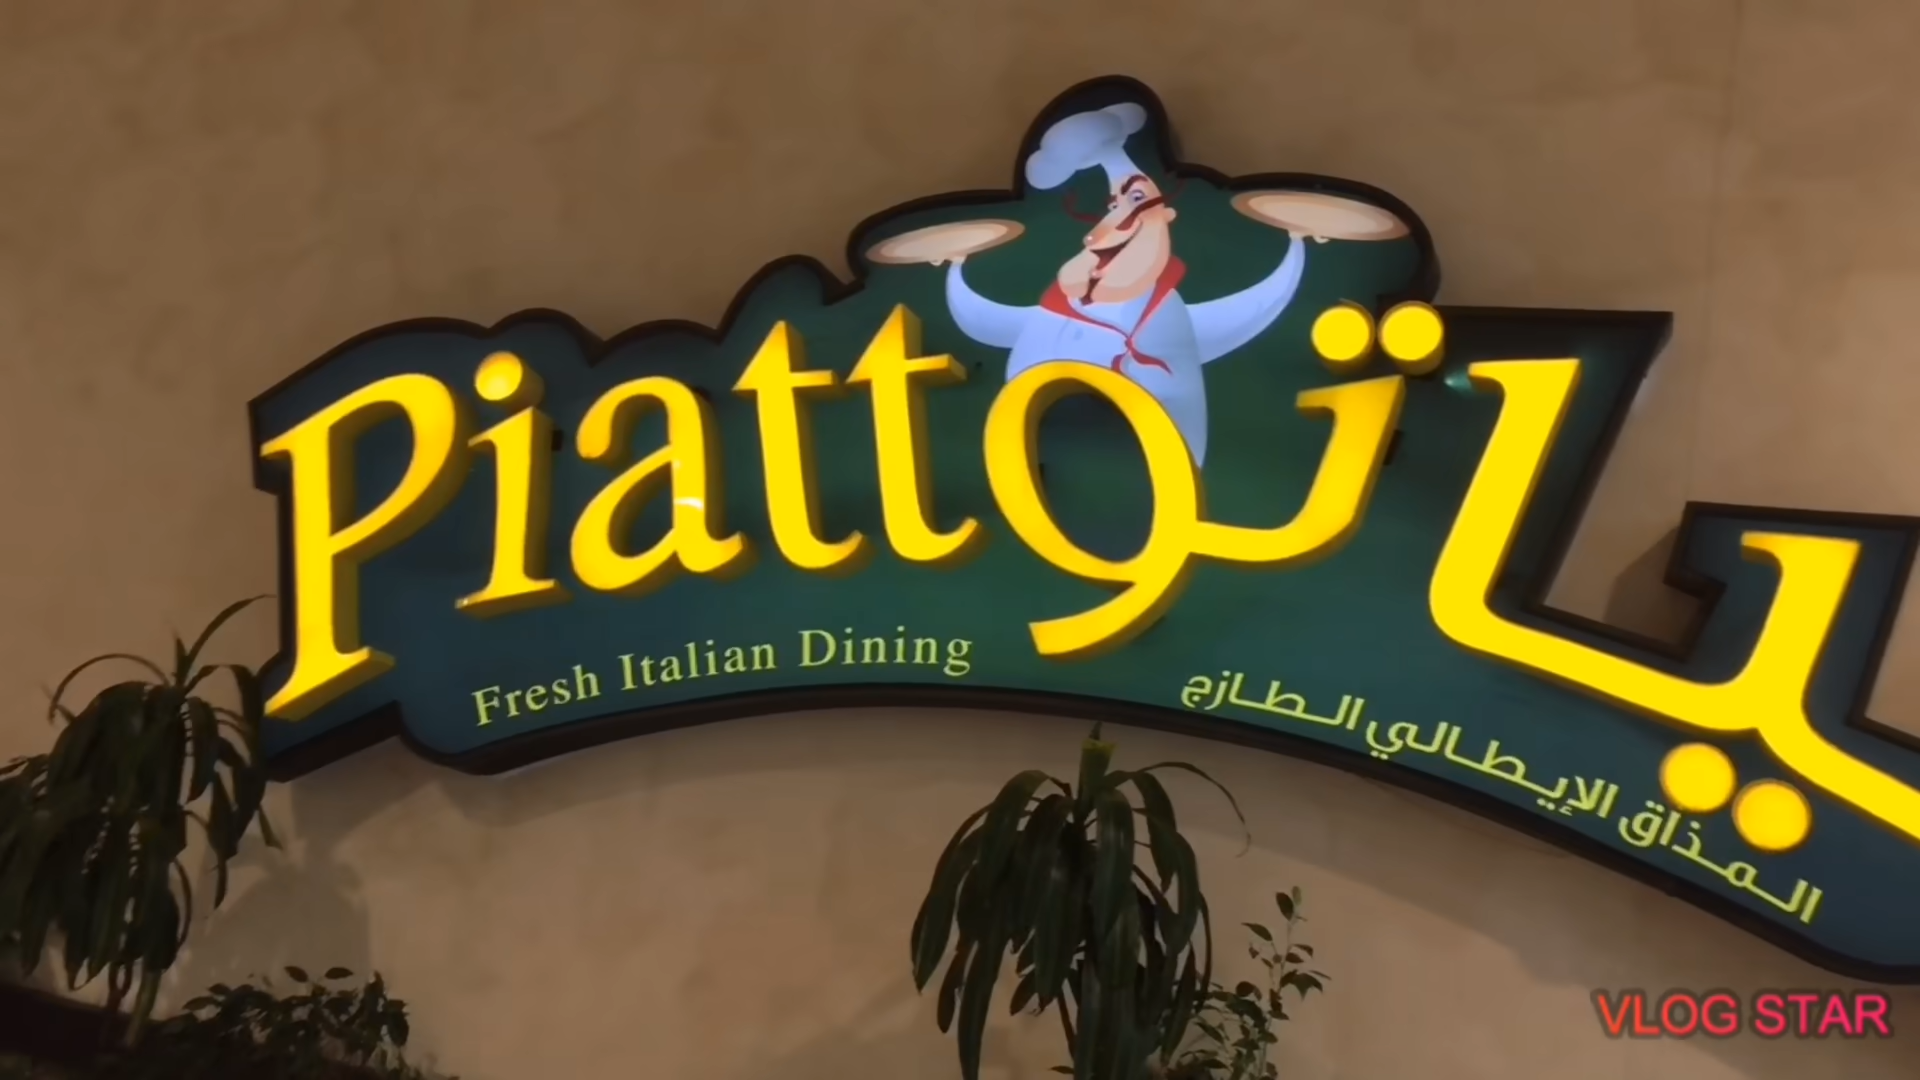 Piatto
بياتو
Fresh Italian Dining
المذاق الإيطالي الطازج
VLOG STAR